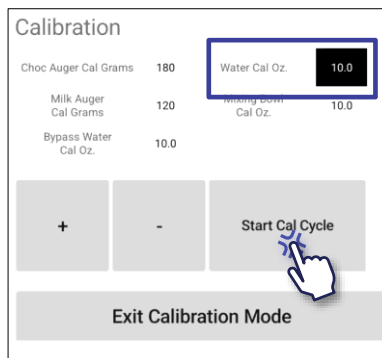 Calibration
Choc Auger Cal Grams 180 Water Cal Oz. 10.0
Milk Auger 120 Mixing Bowl 10.0
Cal Grams Cal Oz.
Bypass Water 10.0
Cal Oz.
+ - Start Cal Cycle
Exit Calibration Mode